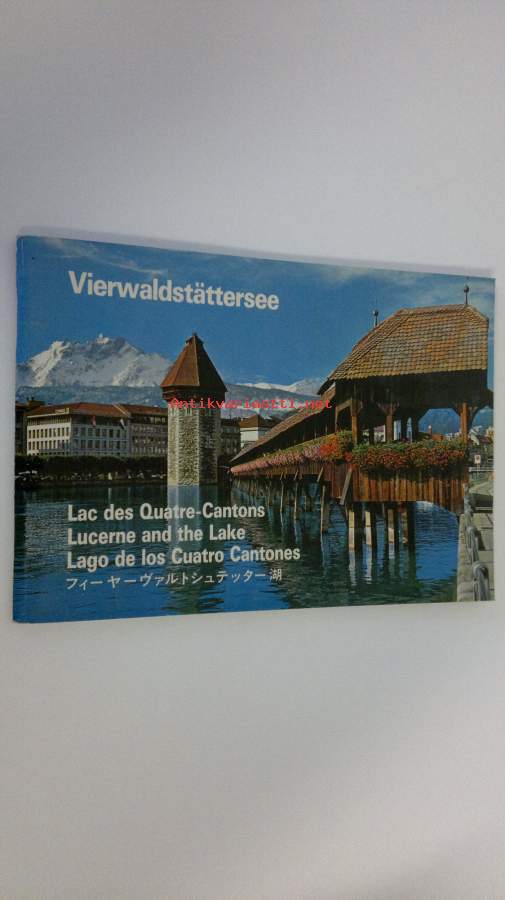 Vierwaldstättersee
Antikvariaatti.net
Lac des Quatre-Cantons
Lucerne and the Lake
Lago de los Cuatro Cantones
フィーヤーヴァルトシュテッター湖